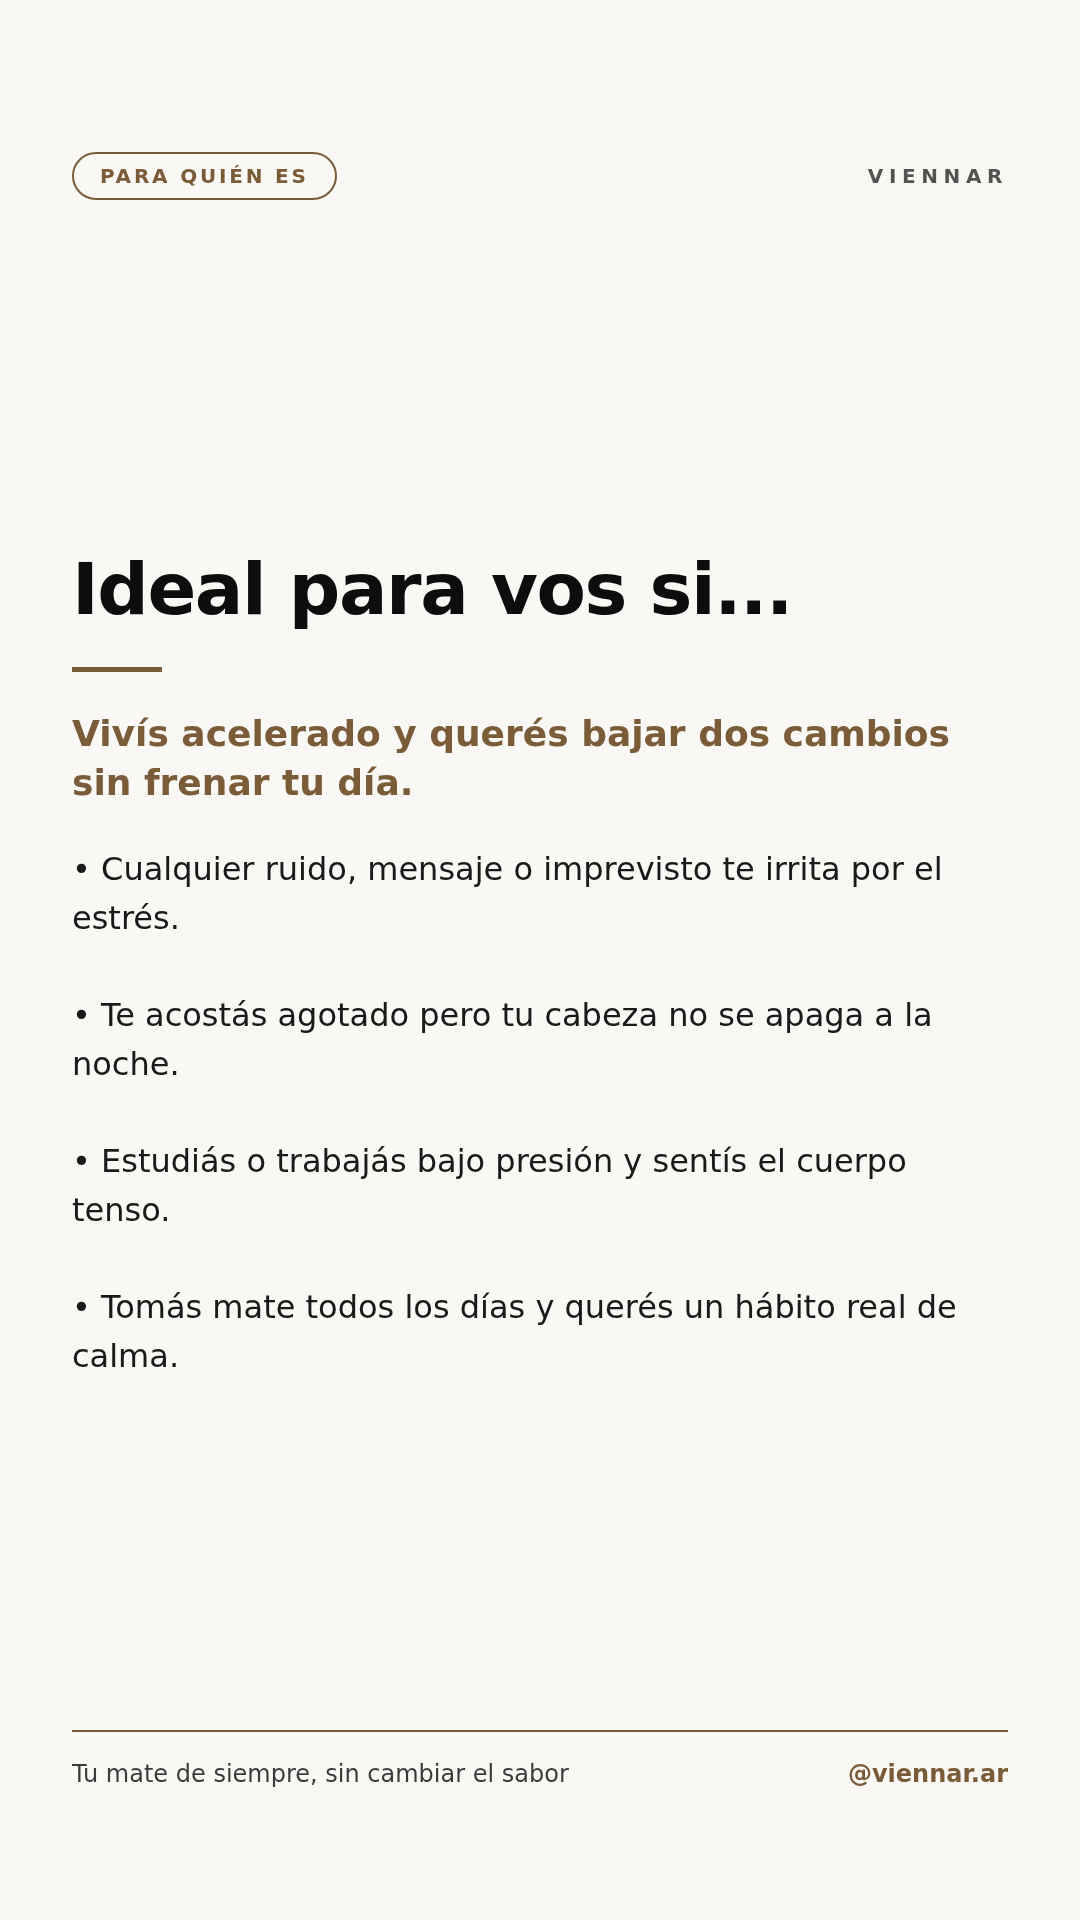 PARA QUIÉN ES
VIENNAR
Ideal para vos si...
Vivís acelerado y querés bajar dos cambios
sin frenar tu día.
• Cualquier ruido, mensaje o imprevisto te irrita por el
estrés.
• Te acostás agotado pero tu cabeza no se apaga a la
noche.
• Estudiás o trabajás bajo presión y sentís el cuerpo
tenso.
• Tomás mate todos los días y querés un hábito real de
calma.
Tu mate de siempre, sin cambiar el sabor
@viennar.ar